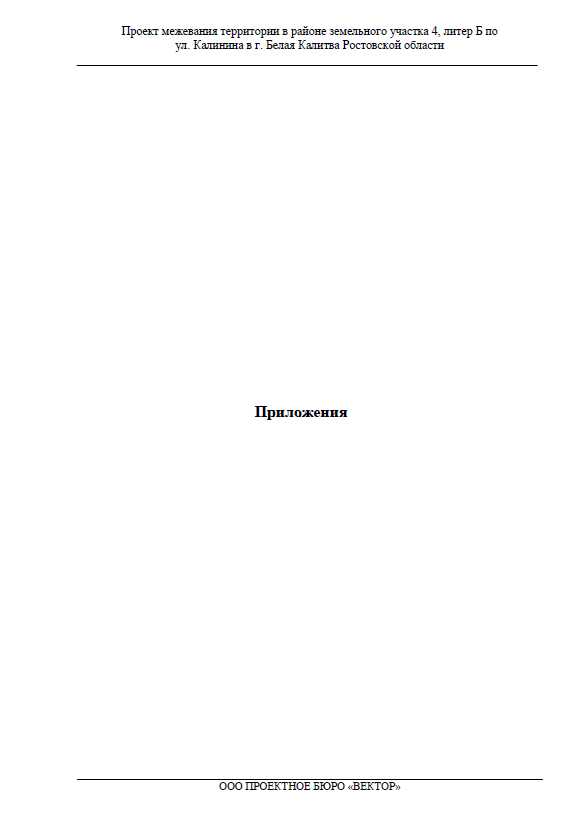 Проект межевания территории в районе земельного участка 4, литер Б по
ул. Калинина в г. Белая Калитва Ростовской области
Приложения
ООО ПРОЕКТНОЕ БЮРО «ВЕКТОР»